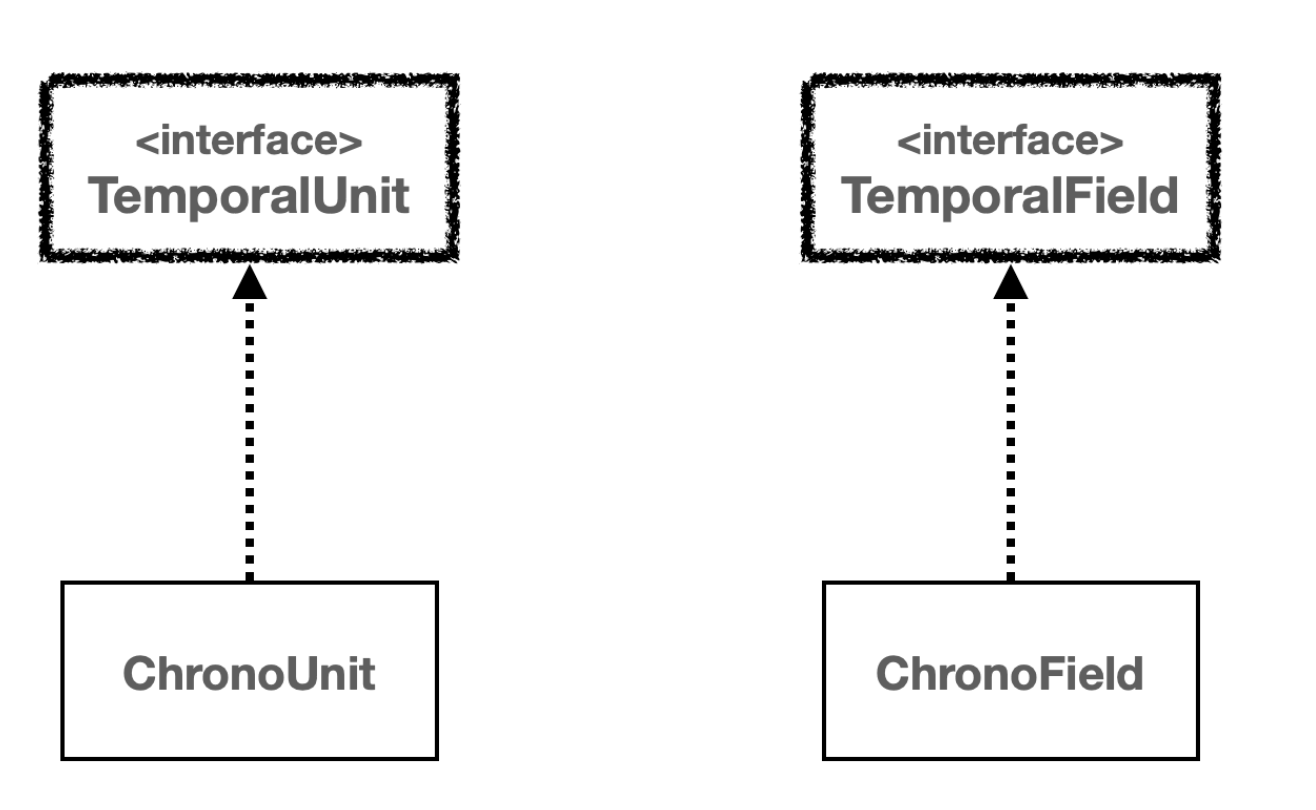 <interface>
TemporalUnit
<interface>
TemporalField
ChronoUnit
ChronoField